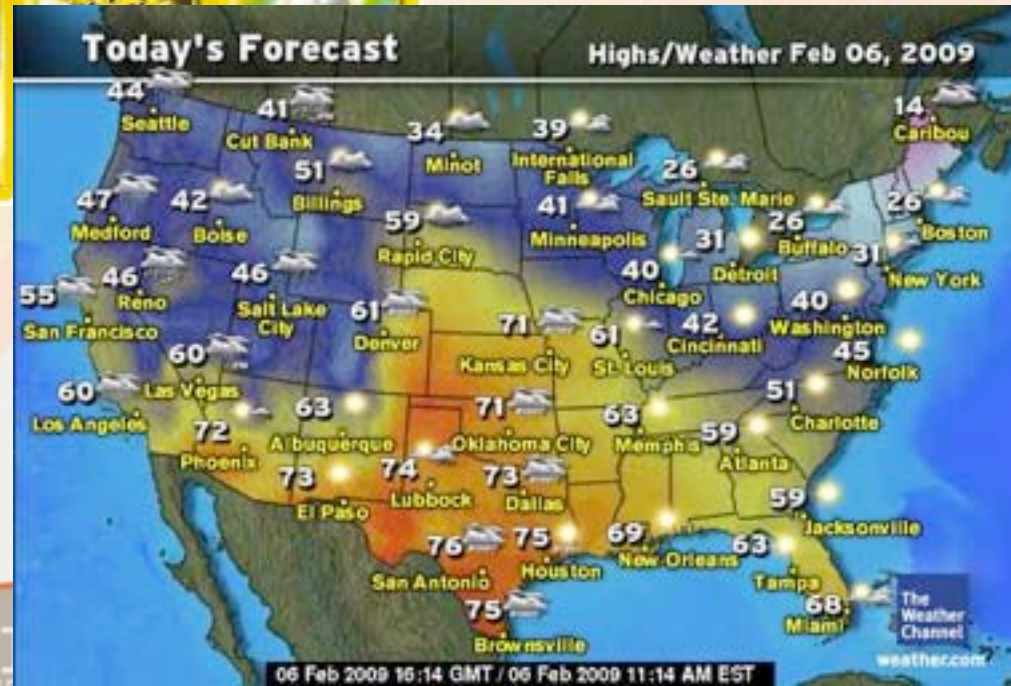 Today's Forecast
Highs/Weather Feb 06, 2009
44
Seattle
41
Cut Bank
34
Minot
39
International
Falls
14
Caribou
51
Billings
26
Sault Ste. Marie
47
Medford
42
Boise
59
Rapid City
41
Minneapolis
31
Detroit
26
Buffalo
26
Boston
31
New York
55
San Francisco
46
Reno
46
Salt Lake
City
61
Denver
71
Kansas City
40
Chicago
61
St. Louis
42
Cincinnati
40
Washington
45
Norfolk
60
Las Vegas
60
Los Angeles
72
Phoenix
63
Albuquerque
71
Oklahoma City
63
Memphis
59
Atlanta
51
Charlotte
73
El Paso
74
Lubbock
73
Dallas
59
Jacksonville
76
San Antonio
75
Houston
69
New Orleans
63
Tampa
75
Brownsville
68
Miami
The
Weather
Channel
weather.com
06 Feb 2009 16:14 GMT / 06 Feb 2009 11:14 AM EST